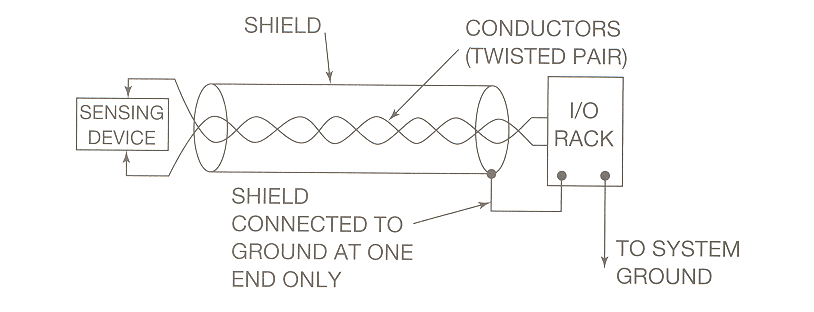 SHIELD
CONDUCTORS
(TWISTED PAIR)
SENSING
DEVICE
I/O
RACK
SHIELD
CONNECTED TO
GROUND AT ONE
END ONLY
TO SYSTEM
GROUND